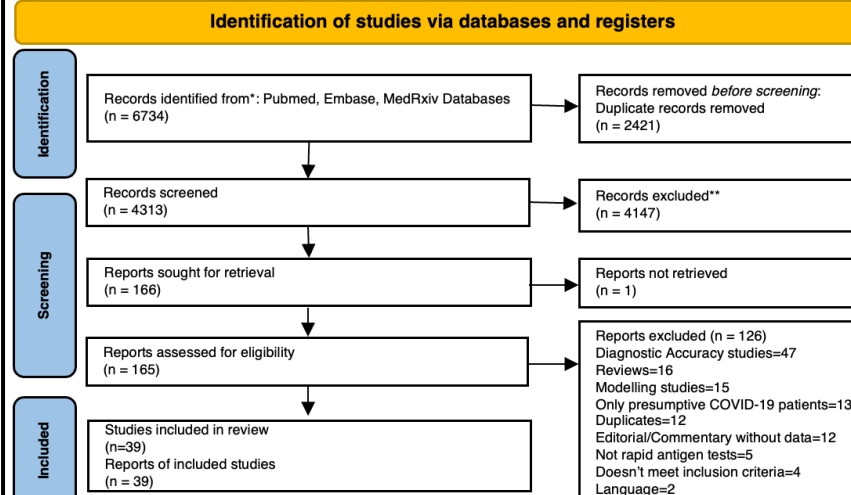 Identification of studies via databases and registers
Identification
Records identified from*: Pubmed, Embase, MedRxiv Databases
(n = 6734)
Records removed before screening:
Duplicate records removed
(n = 2421)
Screening
Records screened
(n = 4313)
Records excluded**
(n = 4147)
Reports sought for retrieval
(n = 166)
Reports not retrieved
(n = 1)
Reports assessed for eligibility
(n = 165)
Reports excluded (n = 126)
Diagnostic Accuracy studies=47
Reviews=16
Modelling studies=15
Only presumptive COVID-19 patients=13
Duplicates=12
Editorial/Commentary without data=12
Not rapid antigen tests=5
Doesn't meet inclusion criteria=4
Language=2
Included
Studies included in review
(n=39)
Reports of included studies
(n = 39)